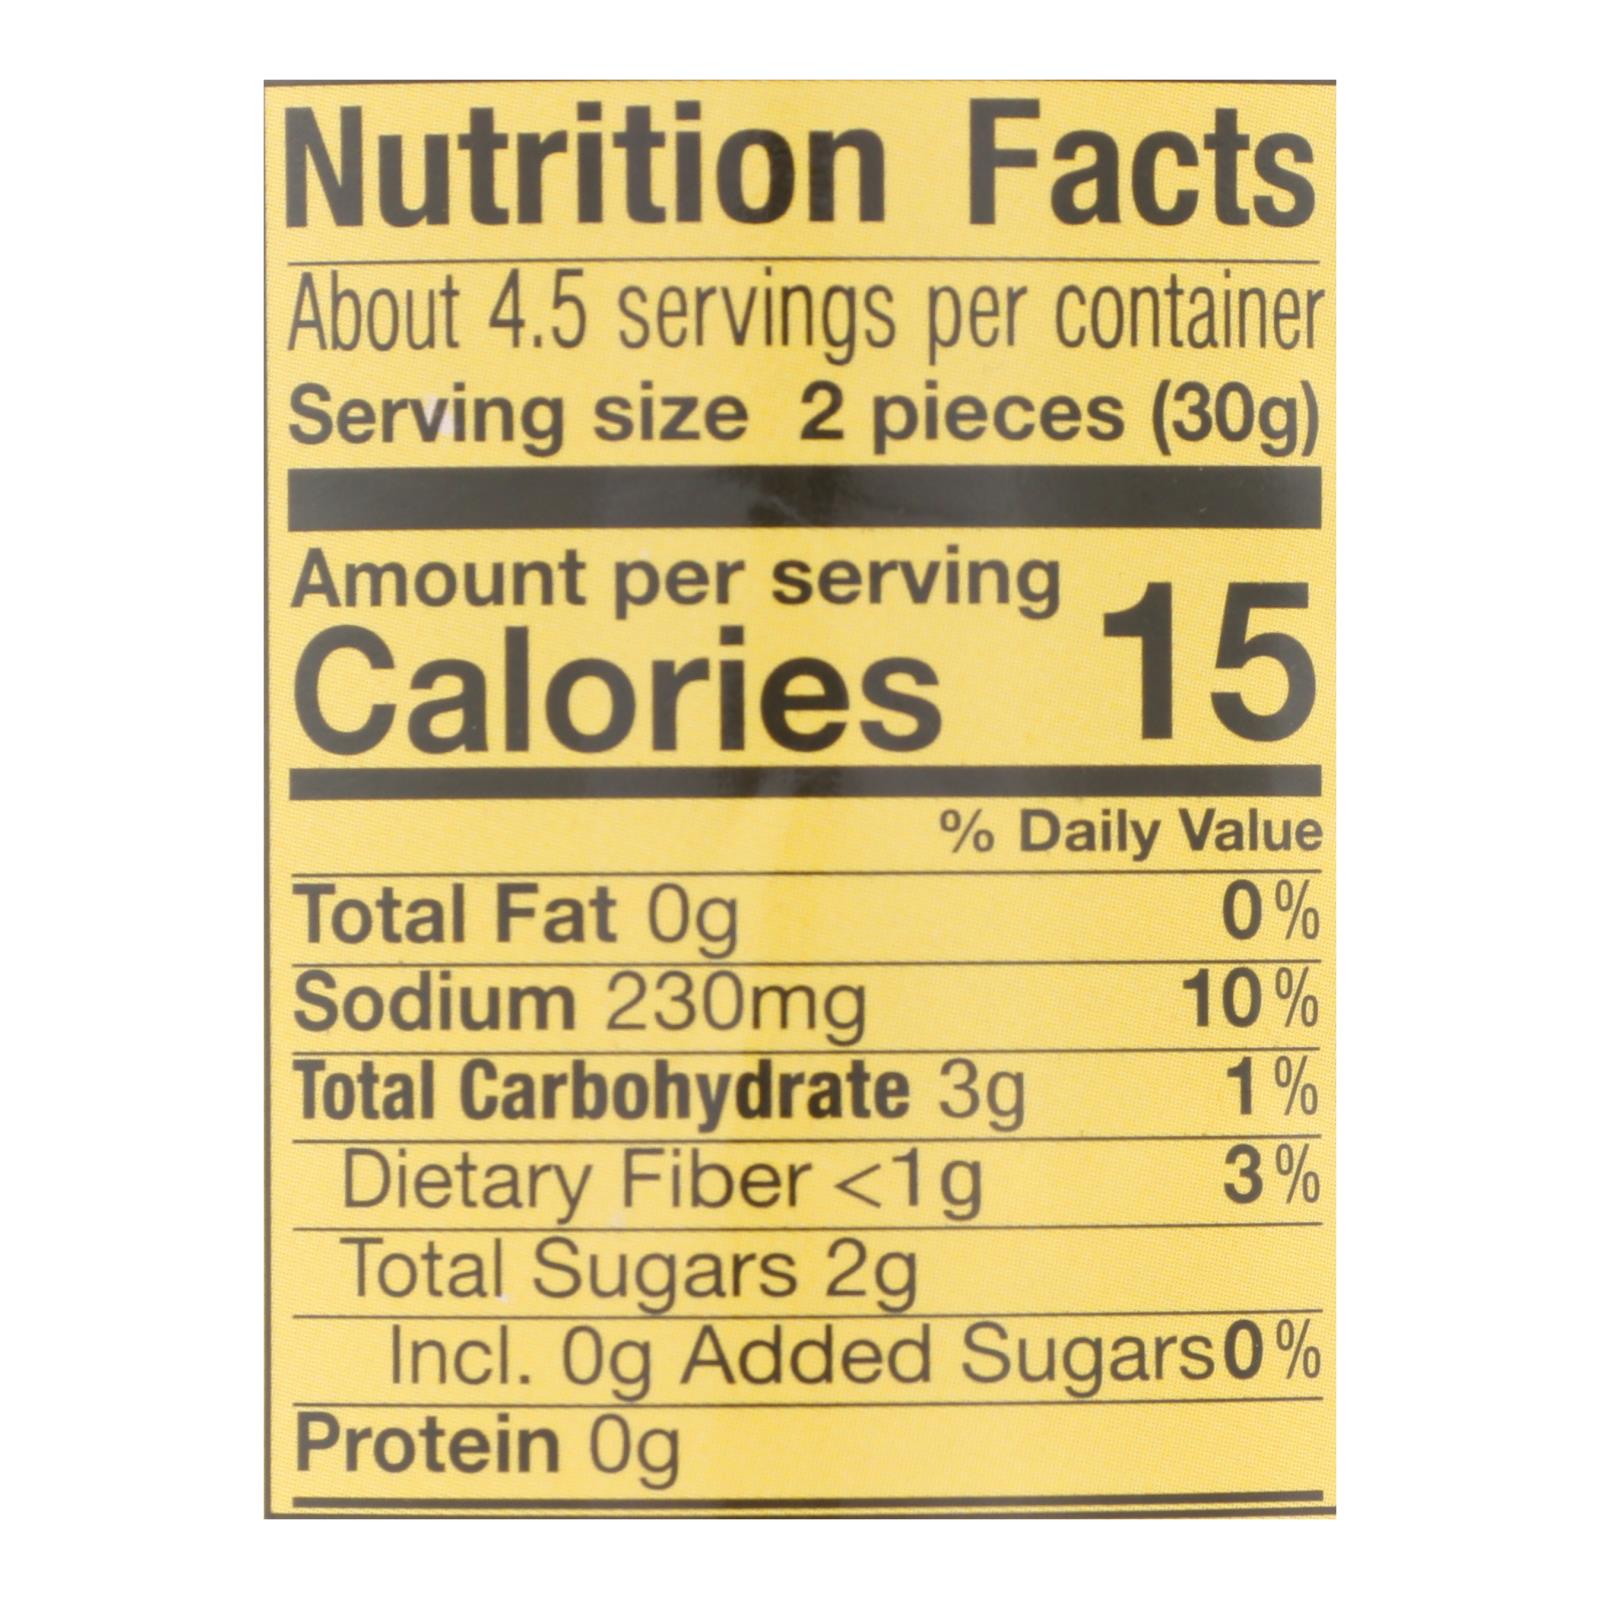 Nutrition Facts
About 4.5 servings per container
Serving size 2 pieces (30g)
Amount per serving
Calories 15
% Daily Value
Total Fat 0g 0%
Sodium 230mg 10%
Total Carbohydrate 3g 1%
Dietary Fiber <1g 3%
Total Sugars 2g
Incl. 0g Added Sugars 0%
Protein 0g